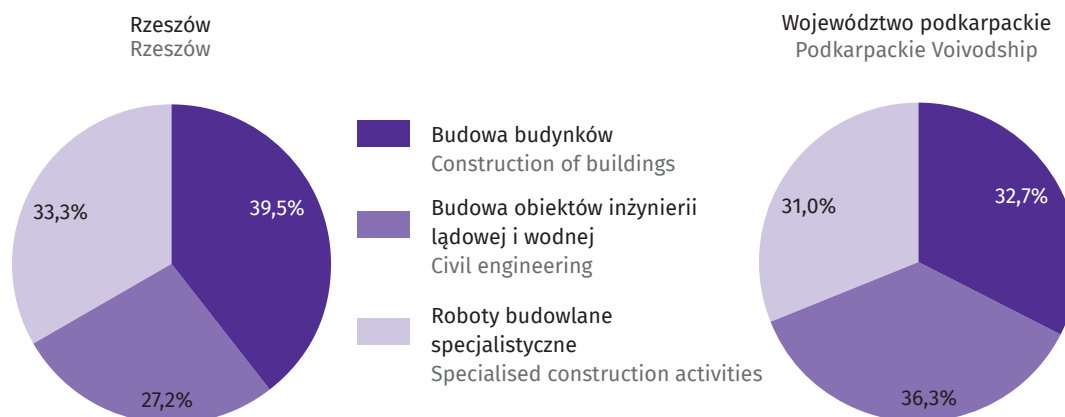 Rzeszów
Rzeszów
33,3%
39,5%
27,2%
Budowa budynków
Construction of buildings
Budowa obiektów inżynierii
lądowej i wodnej
Civil engineering
Roboty budowlane
specjalistyczne
Specialised construction activities
Województwo podkarpackie
Podkarpackie Voivodship
31,0%
32,7%
36,3%